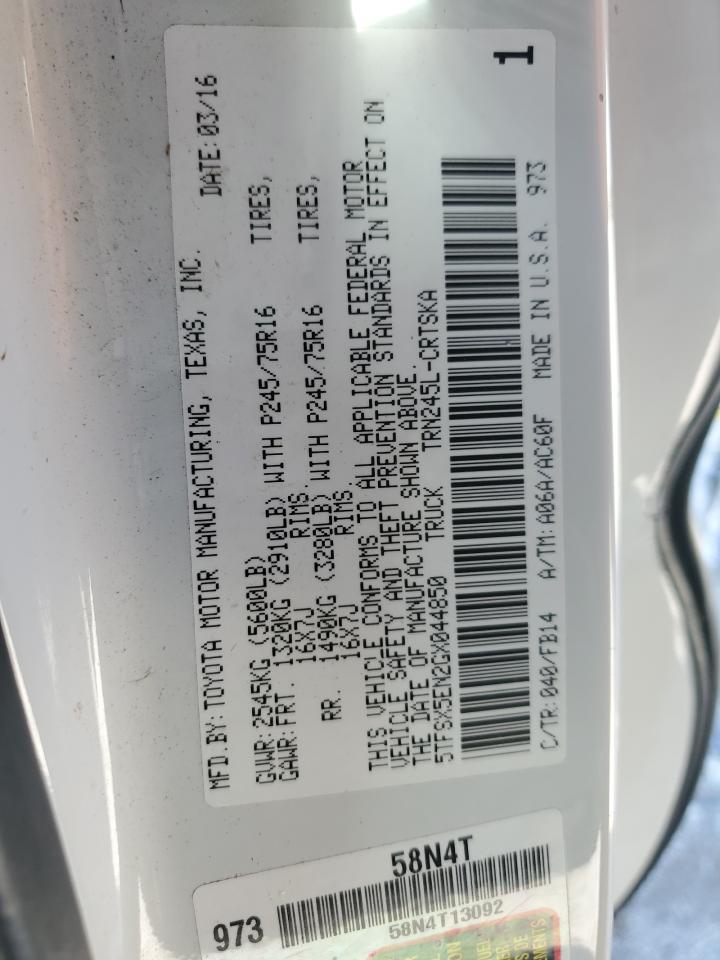 MFD.BY:TOYOTA MOTOR MANUFACTURING, TEXAS, INC. DATE:03/16
GVWR:2545KG (5600LB)
GAWR:FRT. 1320KG (2910LB) WITH P245/75R16 TIRES,
16X7J RIMS.
RR. 1490KG (3280LB) WITH P245/75R16 TIRES,
16X7J RIMS.
THIS VEHICLE CONFORMS TO ALL APPLICABLE FEDERAL MOTOR
VEHICLE SAFETY AND THEFT PREVENTION STANDARDS IN EFFECT ON
THE DATE OF MANUFACTURE SHOWN ABOVE.
5TFSX5EN2GX044850 TRUCK TRN245L-CRTSKA
C/TR:040/FB14 A/TM:A06A/AC60F MADE IN U.S.A. 973
1
973
58N4T
58N4T13092